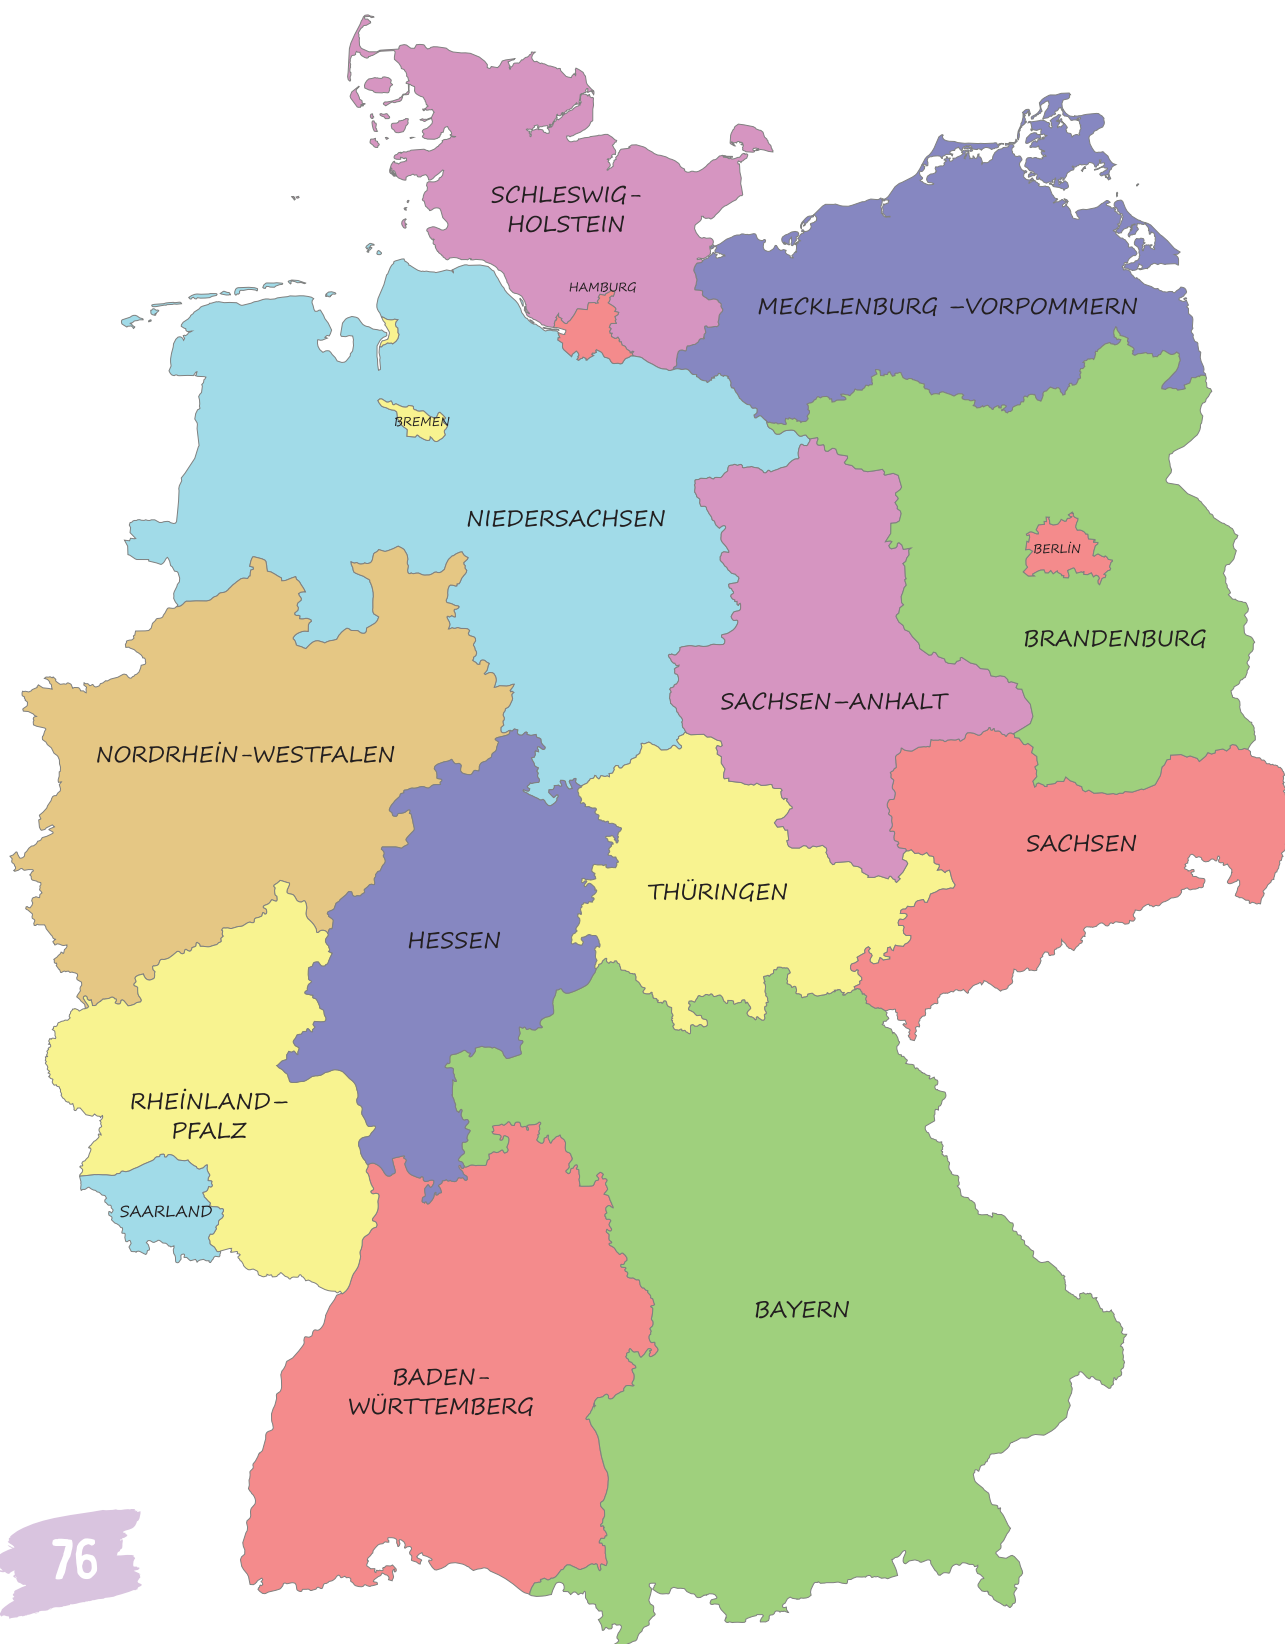 SCHLESWIG-
HOLSTEIN
HAMBURG
MECKLENBURG -VORPOMMERN
BREMEN
NIEDERSACHSEN
BERLİN
BRANDENBURG
SACHSEN-ANHALT
NORDRHEİN-WESTFALEN
SACHSEN
THÜRINGEN
HESSEN
RHEİNLAND-
PFALZ
SAARLAND
BAYERN
BADEN-
WÜRTTEMBERG
76